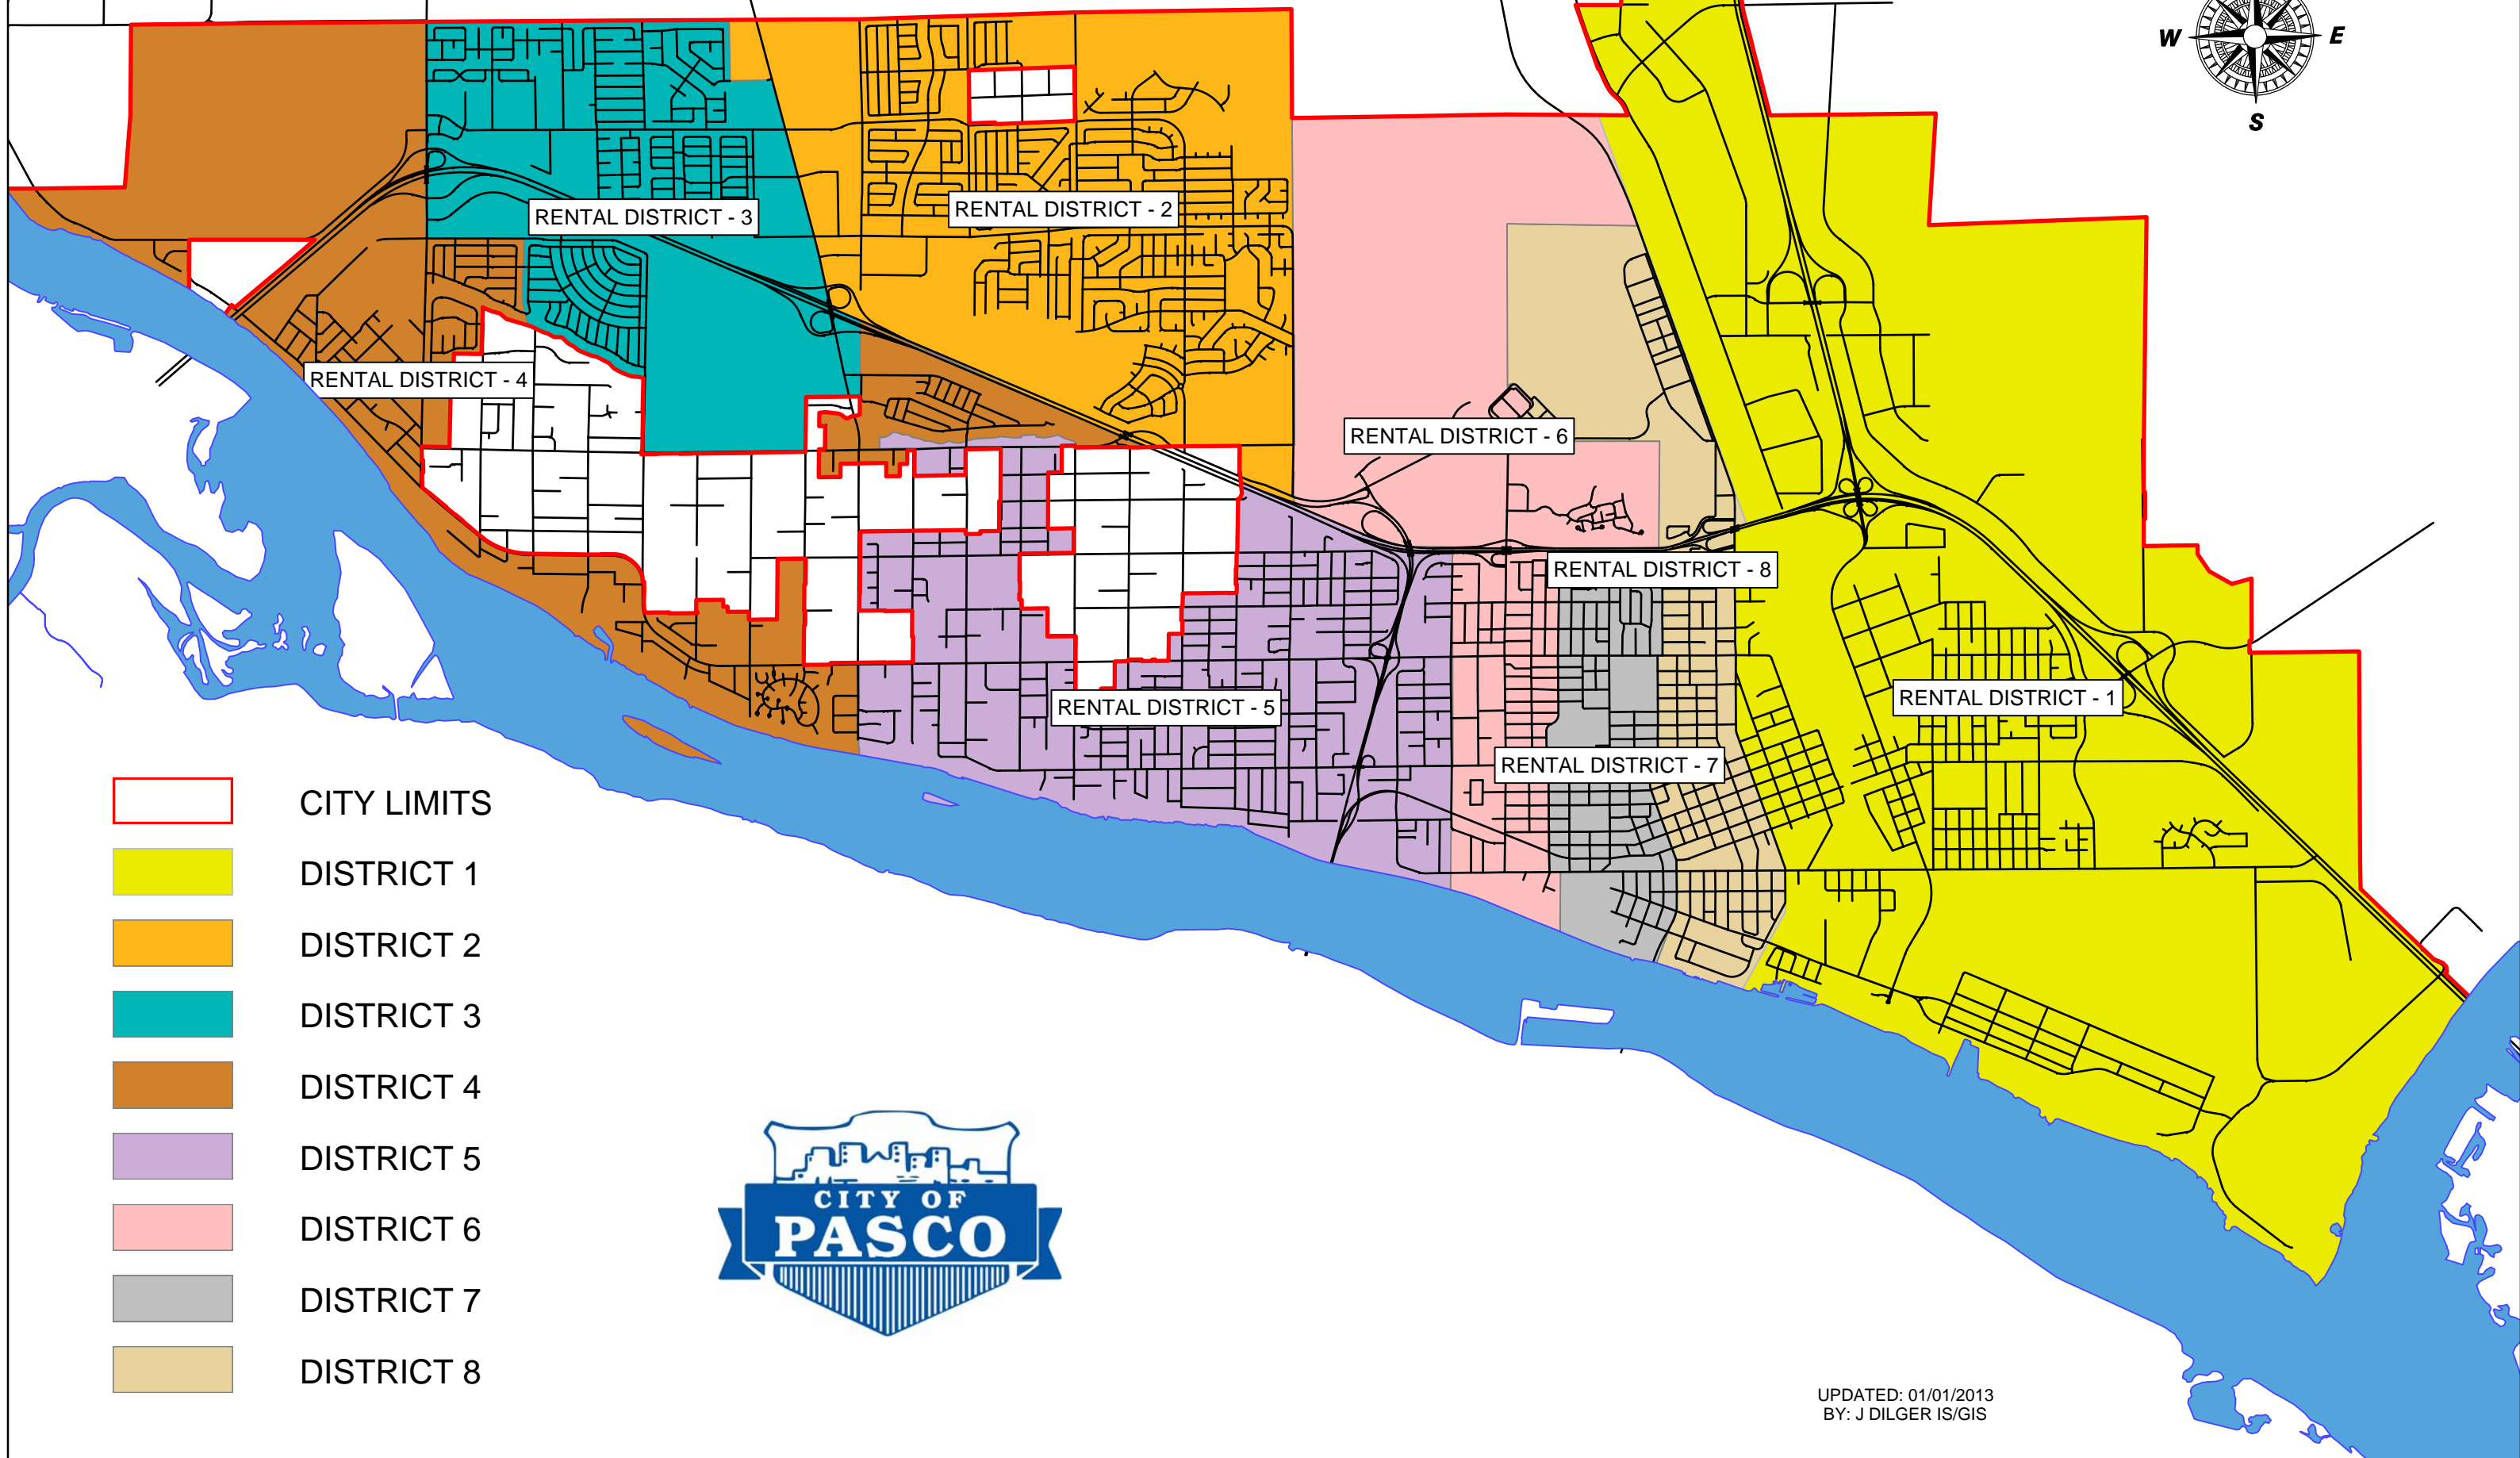 W
E
S
RENTAL DISTRICT - 3
RENTAL DISTRICT - 2
RENTAL DISTRICT - 4
RENTAL DISTRICT - 6
RENTAL DISTRICT - 8
RENTAL DISTRICT - 1
RENTAL DISTRICT - 5
RENTAL DISTRICT - 7
CITY LIMITS
DISTRICT 1
DISTRICT 2
DISTRICT 3
DISTRICT 4
DISTRICT 5
DISTRICT 6
DISTRICT 7
DISTRICT 8
CITY OF
PASCO
UPDATED: 01/01/2013
BY: J DILGER IS/GIS